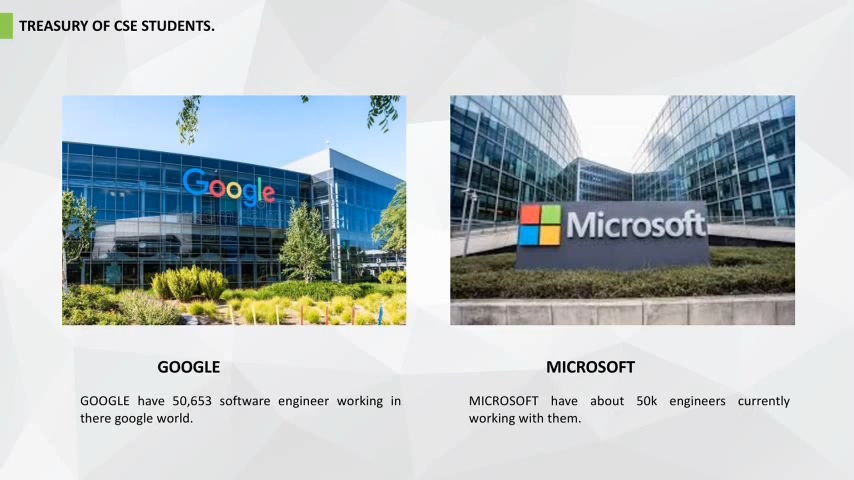 TREASURY OF CSE STUDENTS.
Google
Microsoft
GOOGLE
GOOGLE have 50,653 software engineer working in
there google world.
MICROSOFT
MICROSOFT have about 50k engineers currently
working with them.